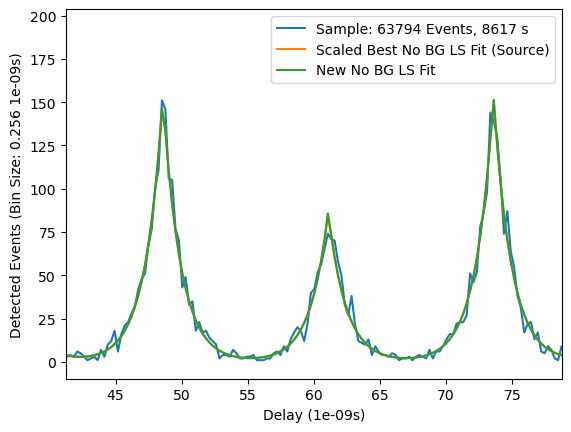 Sample: 63794 Events, 8617 s
Scaled Best No BG LS Fit (Source)
New No BG LS Fit
Detected Events (Bin Size: 0.256 1e-09s)
200
175
150
125
100
75
50
25
0
45 50 55 60 65 70 75
Delay (1e-09s)